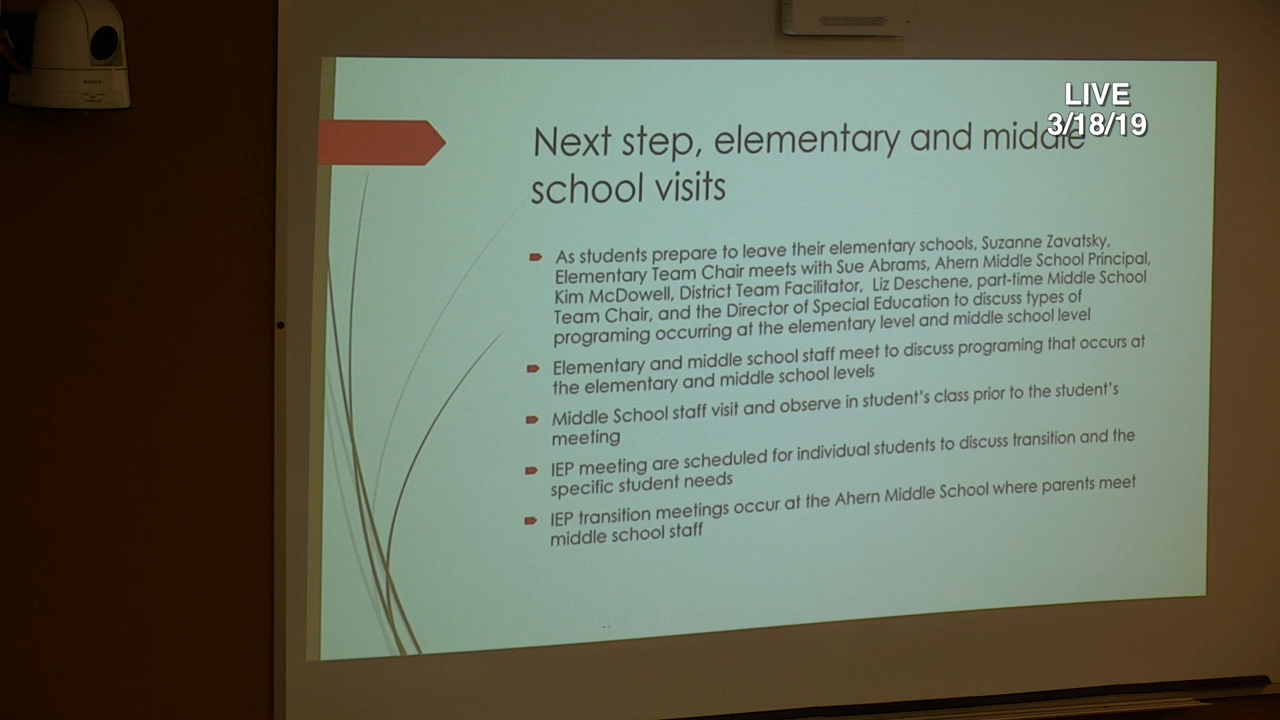 LIVE
3/18/19
Next step, elementary and middle
school visits
As students prepare to leave their elementary schools, Suzanne Zavatsky,
Elementary Team Chair meets with Sue Abrams, Ahern Middle School Principal,
Kim McDowell, District Team Facilitator, Liz Deschene, part-time Middle School
Team Chair, and the Director of Special Education to discuss types of
programing occurring at the elementary level and middle school level
Elementary and middle school staff meet to discuss programing that occurs at
the elementary and middle school levels
Middle School staff visit and observe in student's class prior to the student's
meeting
IEP meeting are scheduled for individual students to discuss transition and the
specific student needs
IEP transition meetings occur at the Ahern Middle School where parents meet
middle school staff
SONY